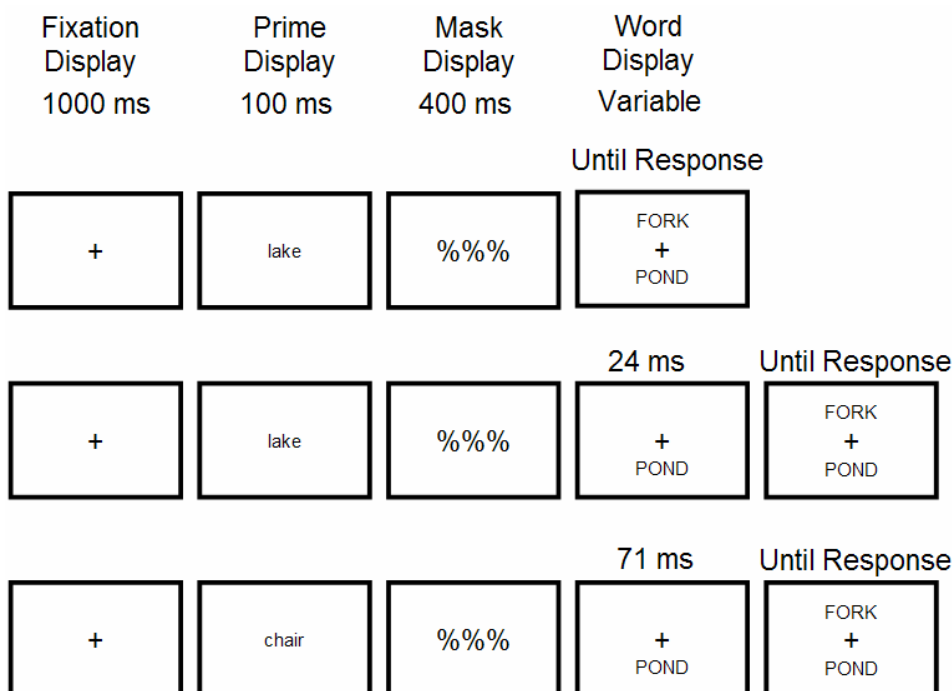 Fixation Prime Mask Word
Display Display Display Display
1000 ms 100 ms 400 ms Variable
Until Response
FORK
+ lake %%% +
POND
24 ms Until Response
FORK
+ lake %%% + +
POND POND
71 ms Until Response
FORK
+ chair %%% + +
POND POND